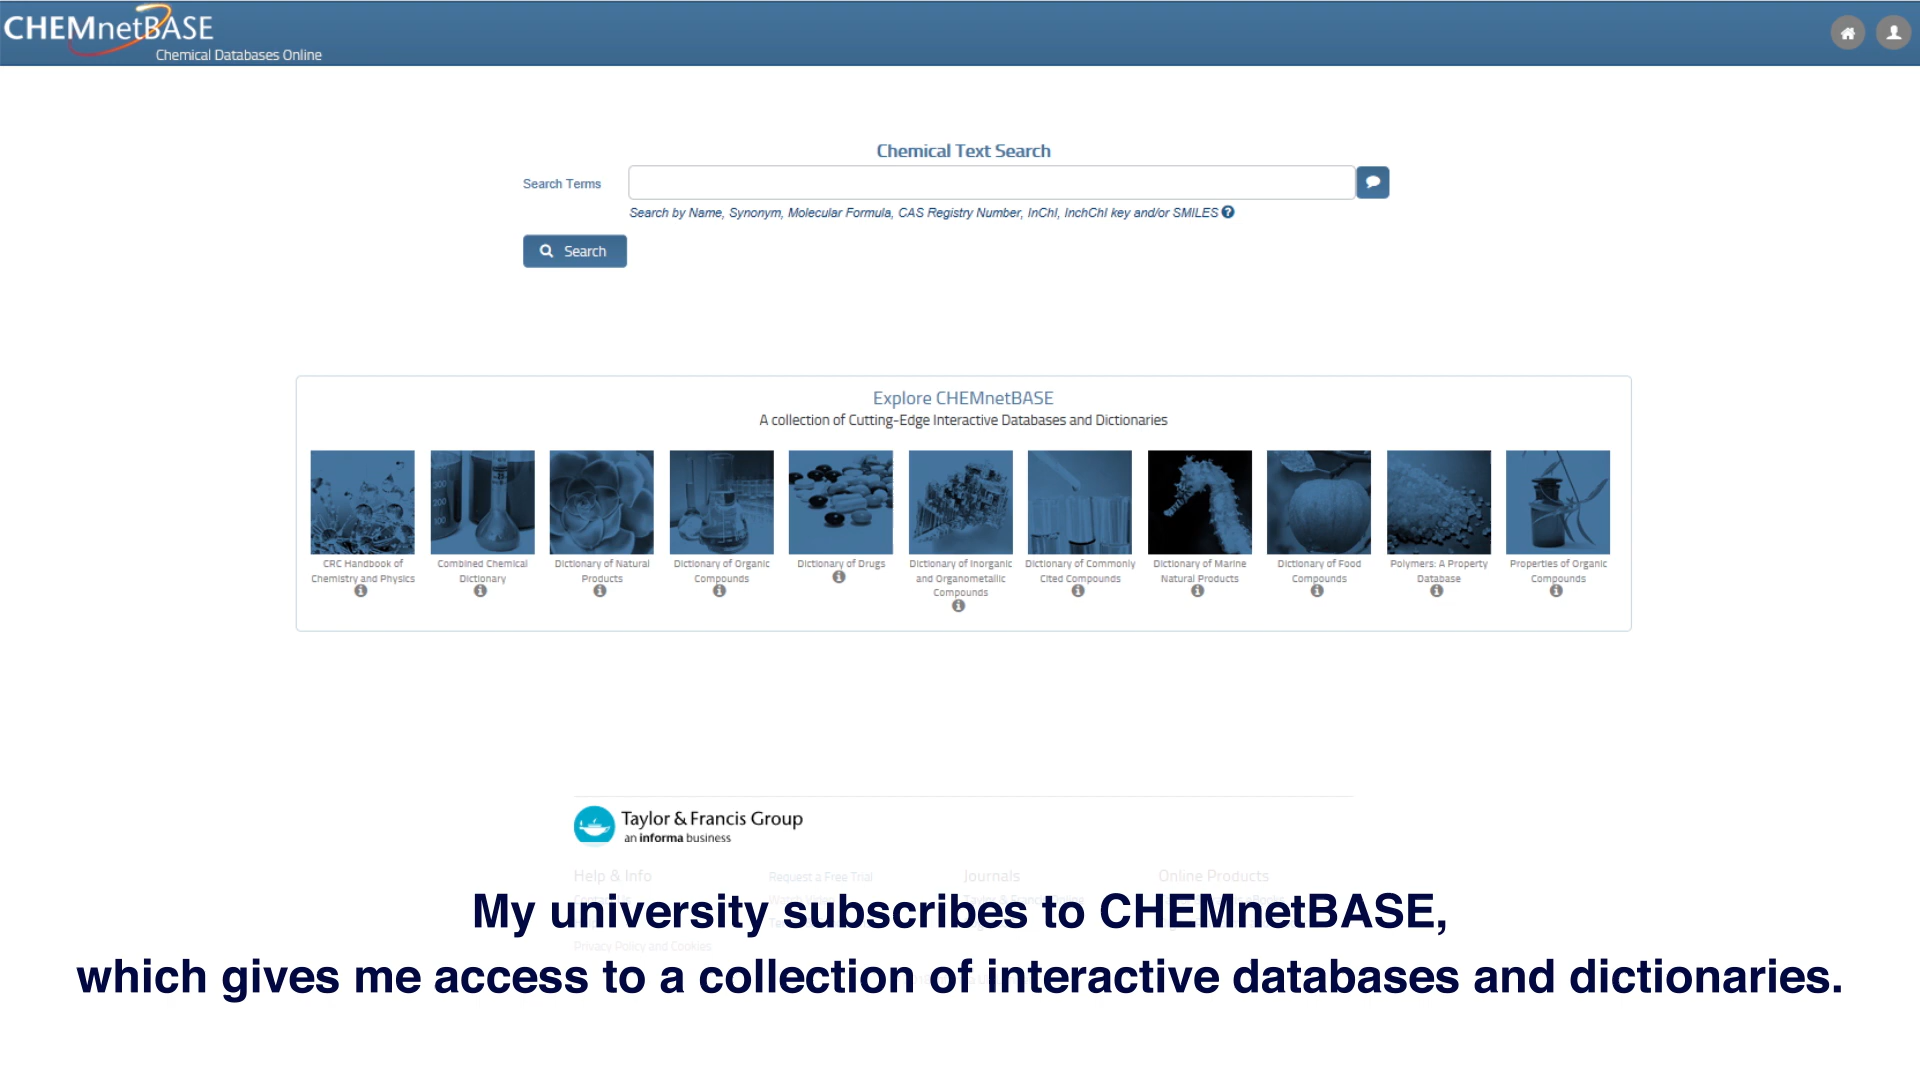 CHEMnetBASE
Chemical Databases Online
Chemical Text Search
Search Terms
Search by Name, Synonym, Molecular Formula, CAS Registry Number, InChI, InchChI key and/or SMILES
Search
Explore CHEMnetBASE
A collection of Cutting-Edge Interactive Databases and Dictionaries
CRC Handbook of
Chemistry and Physics
Combined Chemical
Dictionary
Dictionary of Natural
Products
Dictionary of Organic
Compounds
Dictionary of Drugs
Dictionary of Inorganic
and Organometallic
Compounds
Dictionary of Commonly
Cited Compounds
Dictionary of Marine
Natural Products
Dictionary of Food
Compounds
Polymers: A Property
Database
Properties of Organic
Compounds
Taylor & Francis Group
an informa business
Help & Info
Request a Free Trial
Journals
Online Products
Privacy Policy and Cookies
My university subscribes to CHEMnetBASE,
which gives me access to a collection of interactive databases and dictionaries.